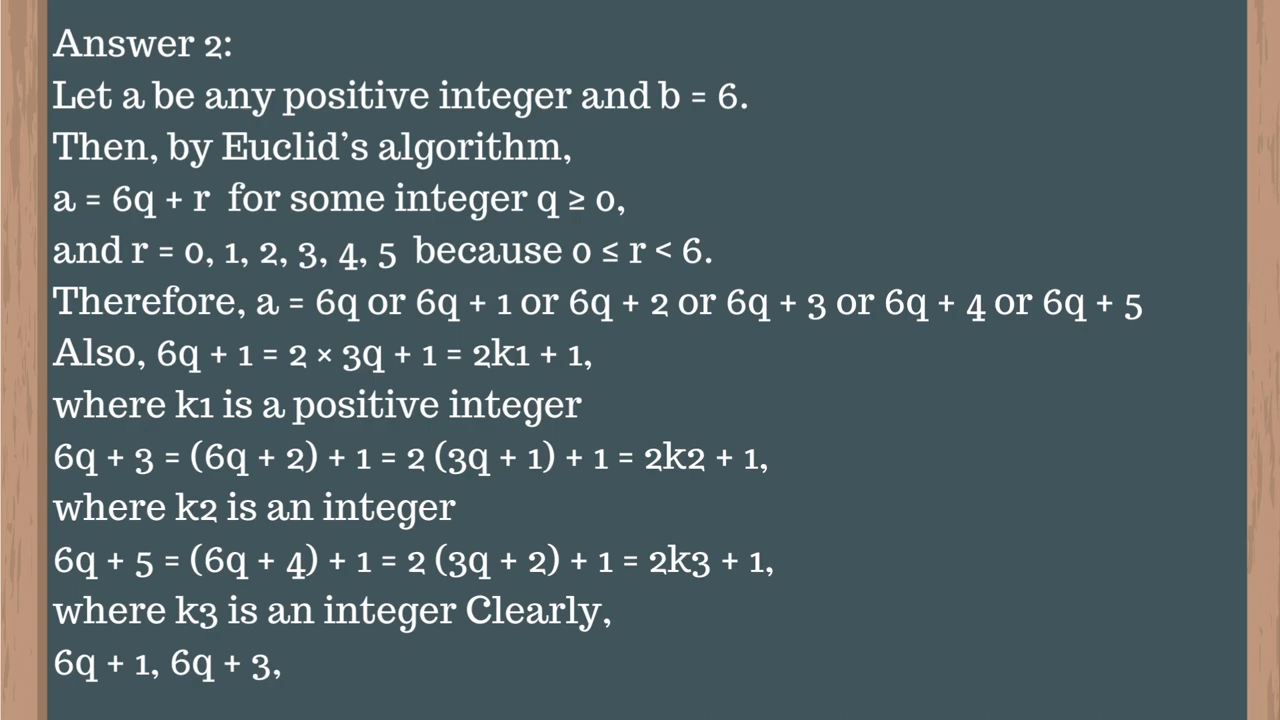 Answer 2:
Let a be any positive integer and b = 6.
Then, by Euclid’s algorithm,
a = 6q + r  for some integer q ≥ 0,
and r = 0, 1, 2, 3, 4, 5  because 0 ≤ r < 6.
Therefore, a = 6q or 6q + 1 or 6q + 2 or 6q + 3 or 6q + 4 or 6q + 5
Also, 6q + 1 = 2 × 3q + 1 = 2k1 + 1,
where k1 is a positive integer
6q + 3 = (6q + 2) + 1 = 2 (3q + 1) + 1 = 2k2 + 1,
where k2 is an integer
6q + 5 = (6q + 4) + 1 = 2 (3q + 2) + 1 = 2k3 + 1,
where k3 is an integer Clearly,
6q + 1, 6q + 3,